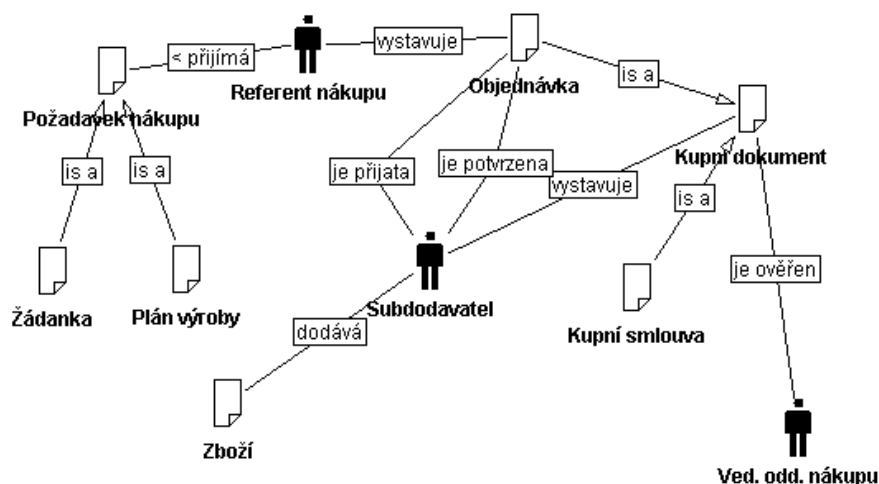 < přijímá
vystavuje
Referent nákupu
Objednávka
is a
Požadavek nákupu
Kupní dokument
is a
is a
je přijata
je potvrzena
vystavuje
is a
Žádanka
Plán výroby
Subdodavatel
je ověřen
dodává
Kupní smlouva
Zboží
Ved. odd. nákupu